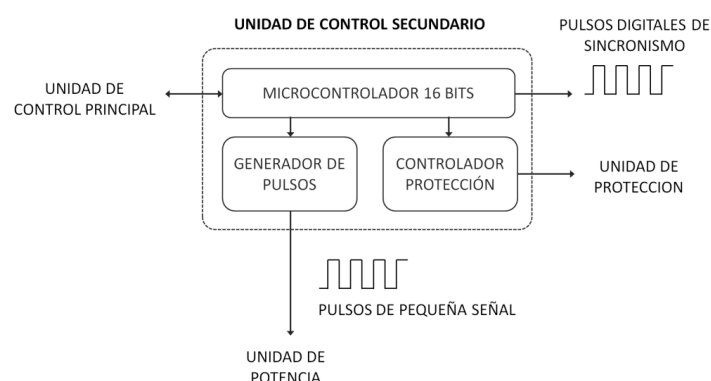 UNIDAD DE CONTROL SECUNDARIO
PULSOS DIGITALES DE
SINCRONISMO
UNIDAD DE
CONTROL PRINCIPAL
MICROCONTROLADOR 16 BITS
GENERADOR DE
PULSOS
CONTROLADOR
PROTECCIÓN
UNIDAD DE
PROTECCION
PULSOS DE PEQUEÑA SEÑAL
UNIDAD DE
POTENCIA